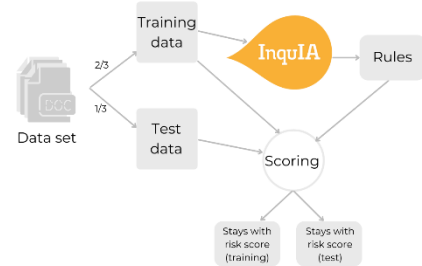 Training
data
InquIA
Rules
2/3
DOC
1/3
Data set
Test
data
Scoring
Stays with
risk score
(training)
Stays with
risk score
(test)